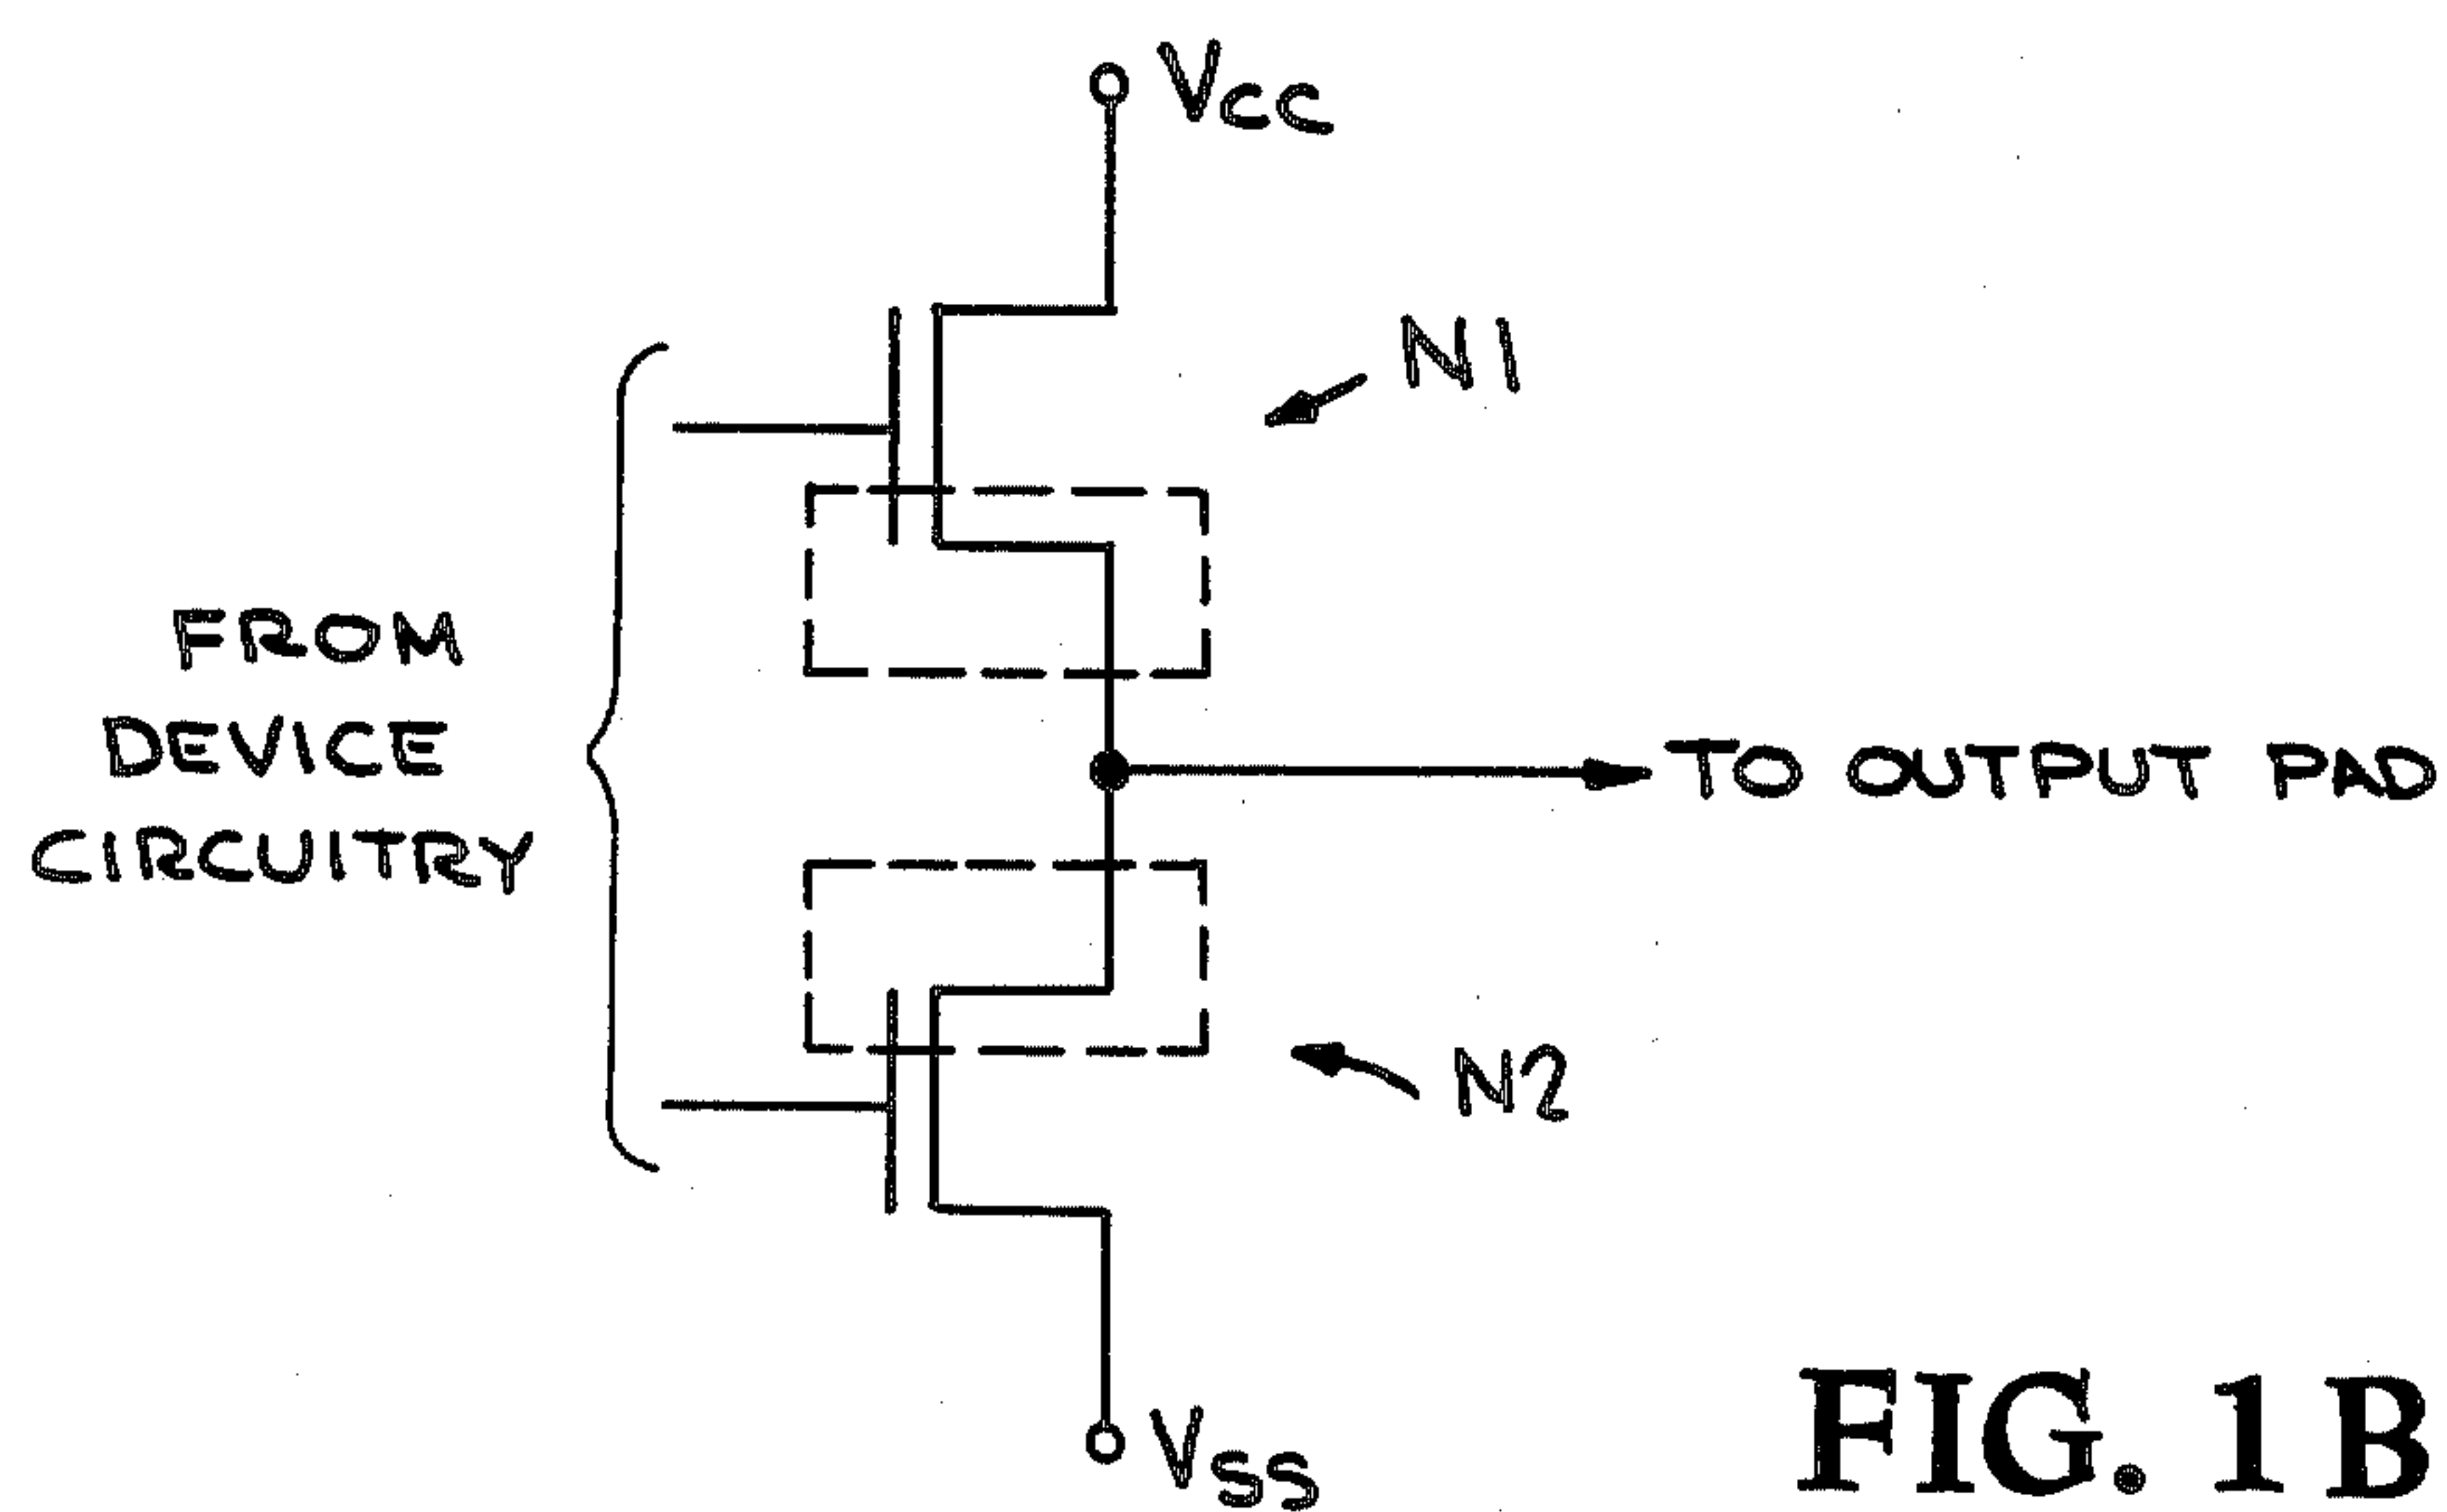 Vcc
N1
FROM
DEVICE
CIRCUITRY
TO OUTPUT PAD
N2
Vss
FIG. 1B